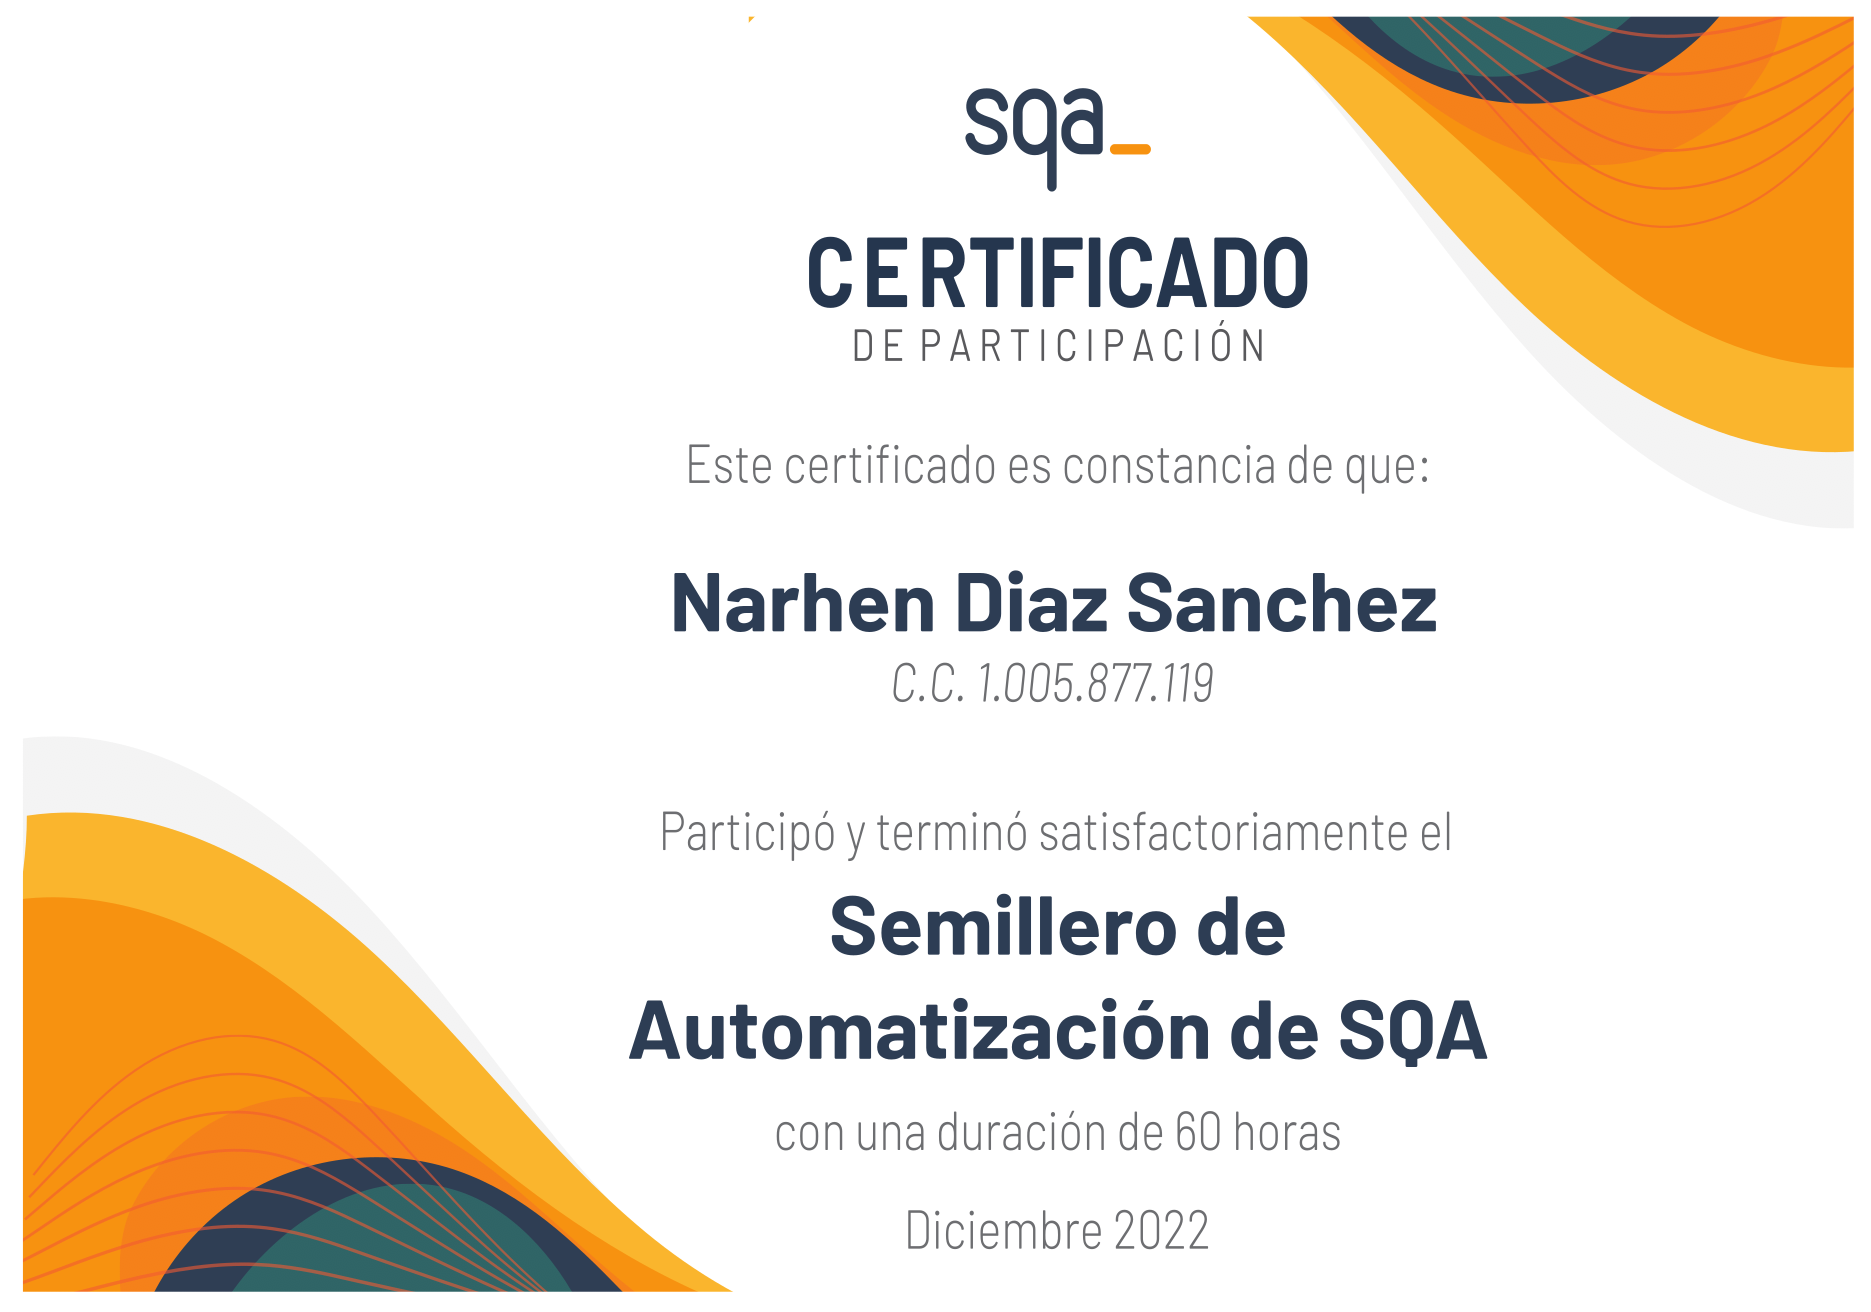 sqa_
CERTIFICADO
DE PARTICIPACIÓN
Este certificado es constancia de que:
Narhen Diaz Sanchez
C.C. 1.005.877.119
Participó y terminó satisfactoriamente el
Semillero de
Automatización de SQA
con una duración de 60 horas
Diciembre 2022